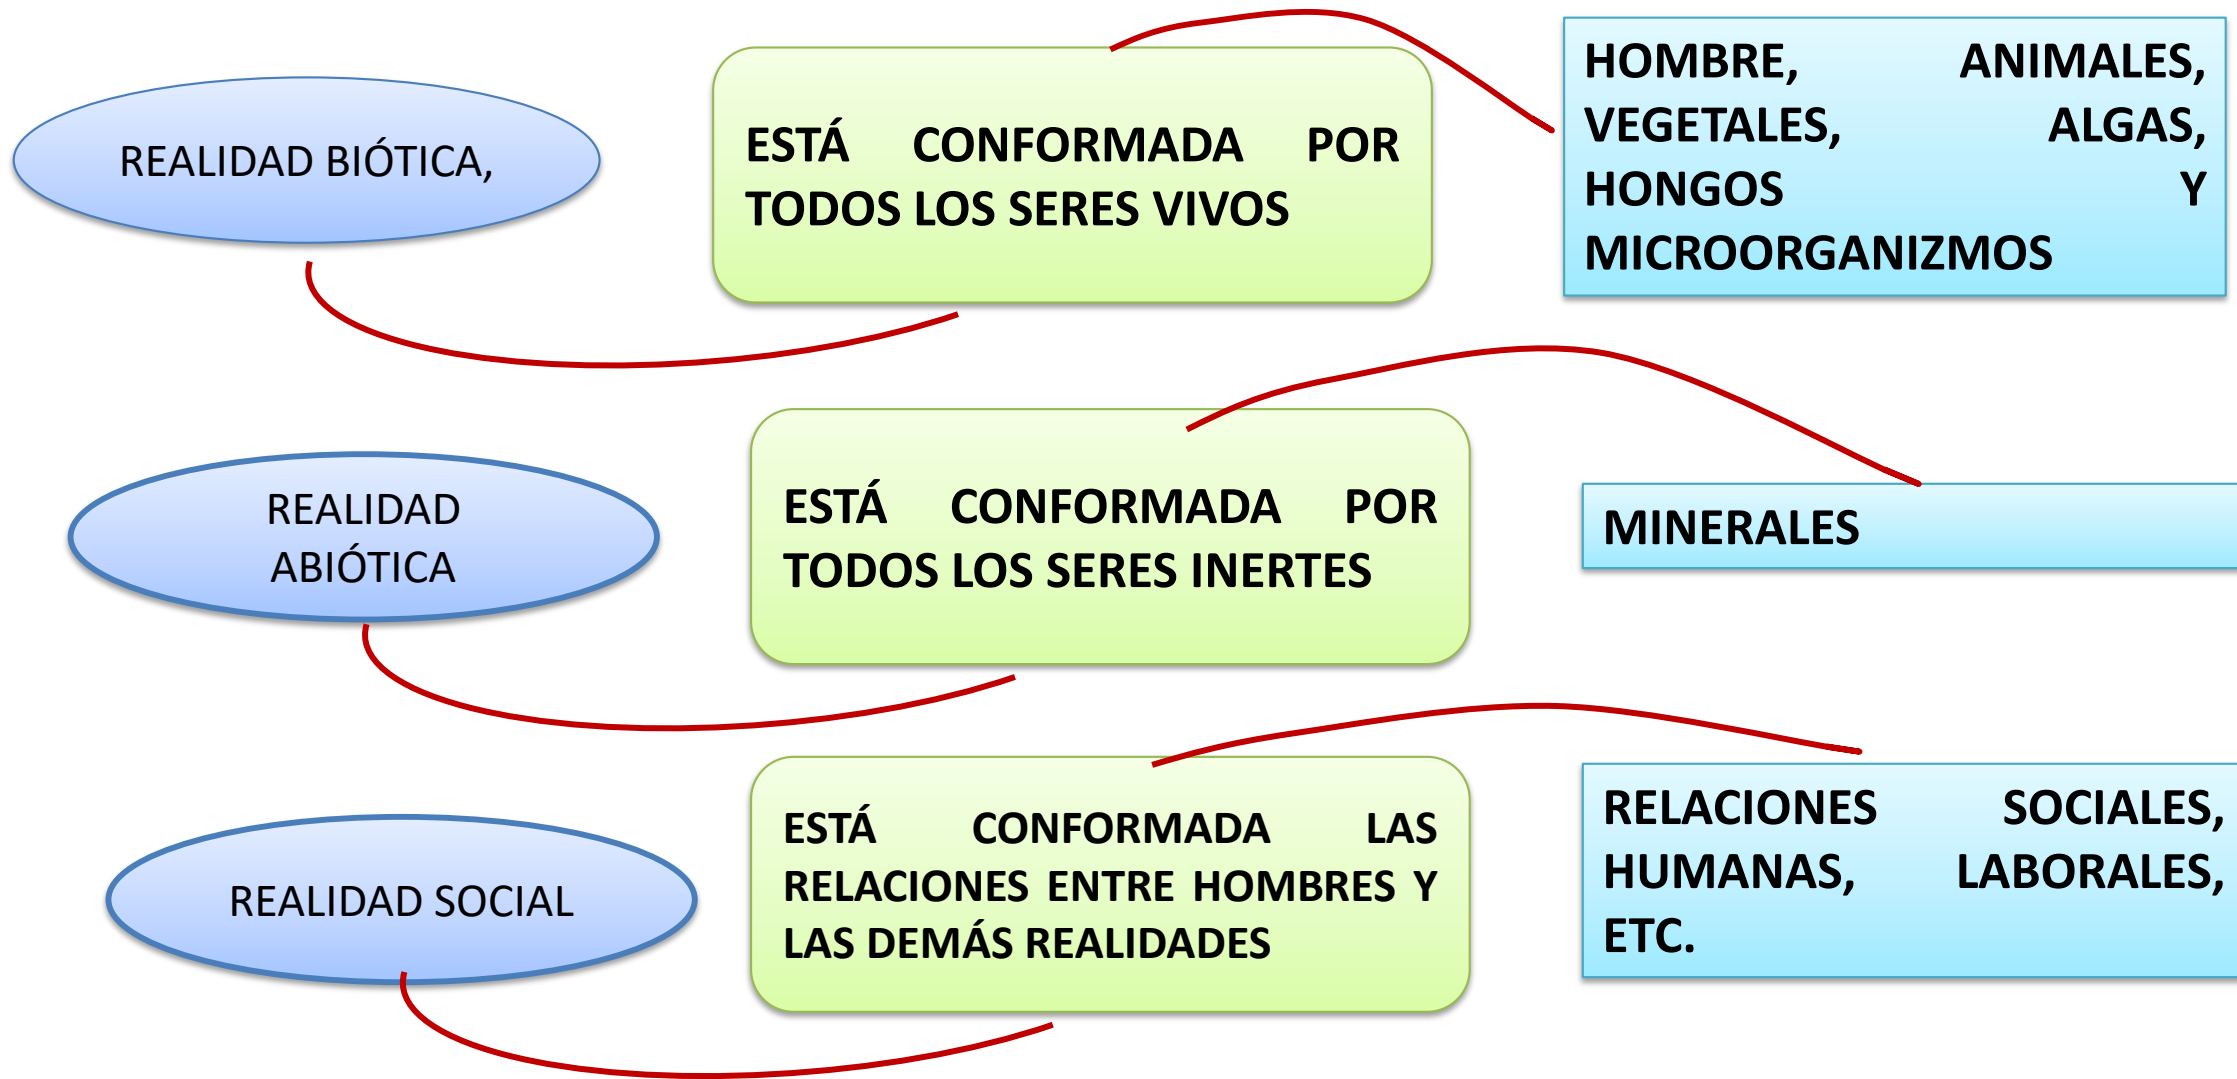 REALIDAD BIÓTICA,
ESTÁ CONFORMADA POR
TODOS LOS SERES VIVOS
HOMBRE, ANIMALES,
VEGETALES, ALGAS,
HONGOS Y
MICROORGANIZMOS
REALIDAD
ABIÓTICA
ESTÁ CONFORMADA POR
TODOS LOS SERES INERTES
MINERALES
REALIDAD SOCIAL
ESTÁ CONFORMADA LAS
RELACIONES ENTRE HOMBRES Y
LAS DEMÁS REALIDADES
RELACIONES SOCIALES,
HUMANAS, LABORALES,
ETC.